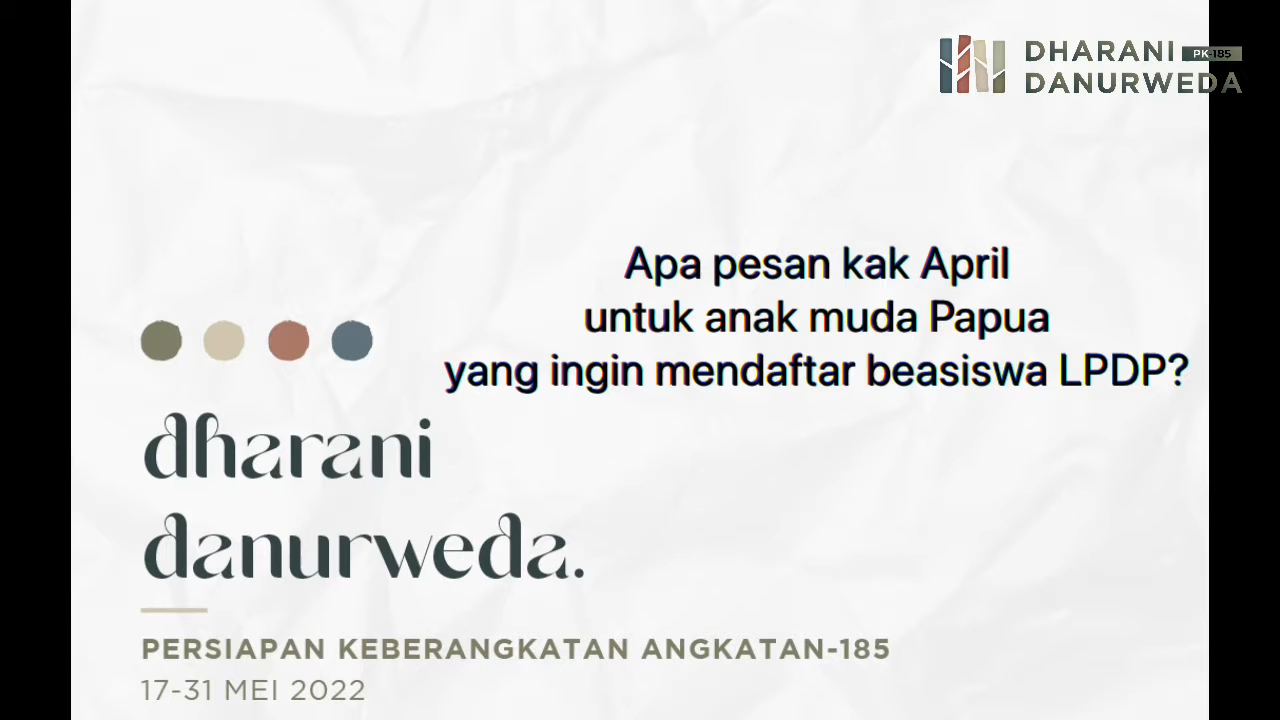 DHARANI PK-185
DANURWEDA
Apa pesan kak April
untuk anak muda Papua
yang ingin mendaftar beasiswa LPDP?
dharani
danurweda.
PERSIAPAN KEBERANGKATAN ANGKATAN-185
17-31 MEI 2022